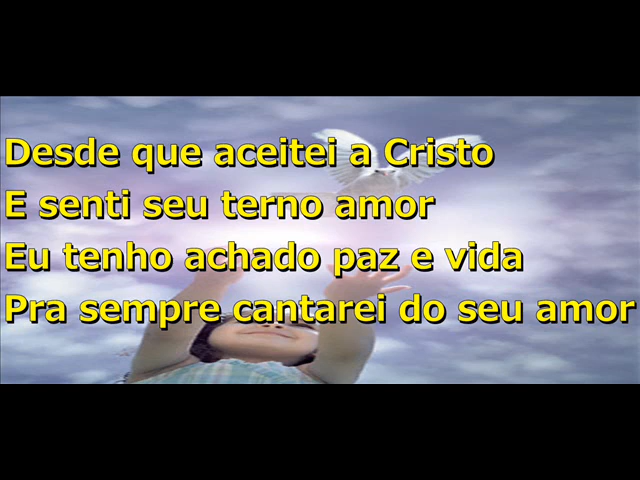 Desde que aceitei a Cristo
E senti seu terno amor
Eu tenho achado paz e vida
Pra sempre cantarei do seu amor